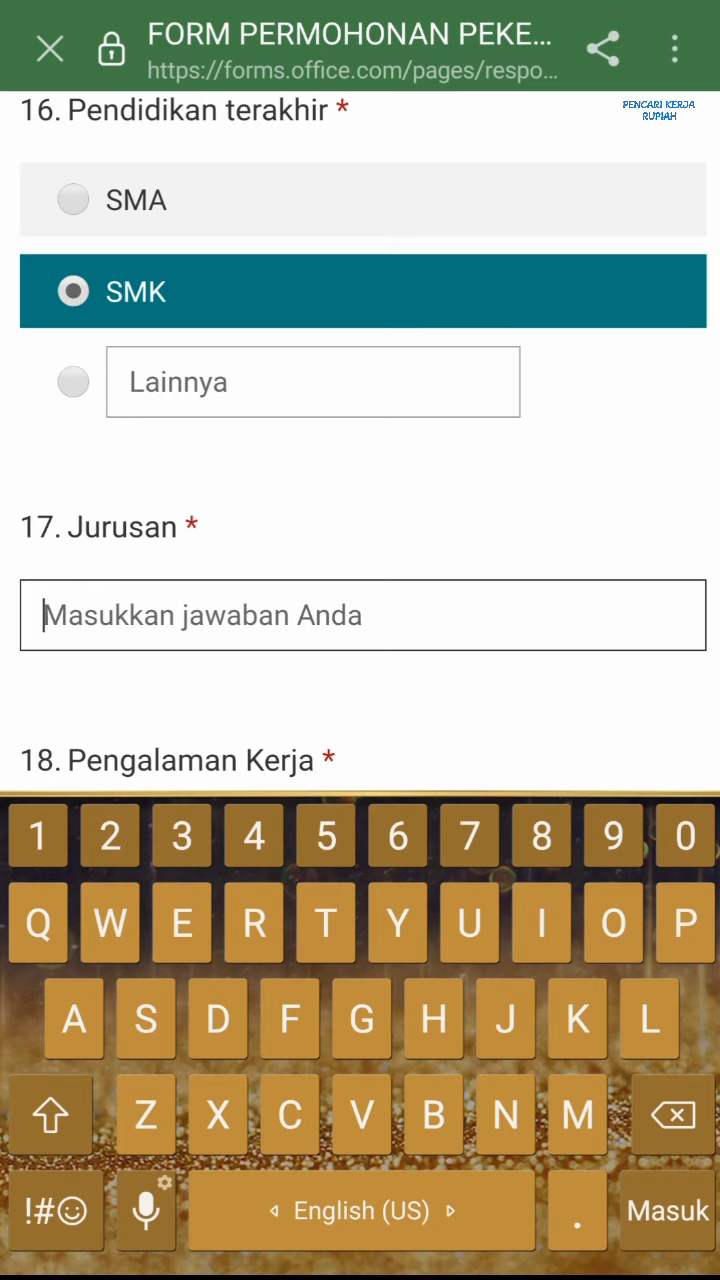 FORM PERMOHONAN PEKE...
https://forms.office.com/pages/respo...
16. Pendidikan terakhir *
PENCARI KERJA
RUPIAH
SMA
SMK
Lainnya
17. Jurusan *
Masukkan jawaban Anda
18. Pengalaman Kerja *
1 2 3 4 5 6 7 8 9 0
Q W E R T Y U I O P
A S D F G H J K L
Z X C V B N M
!#☺ English (US) . Masuk